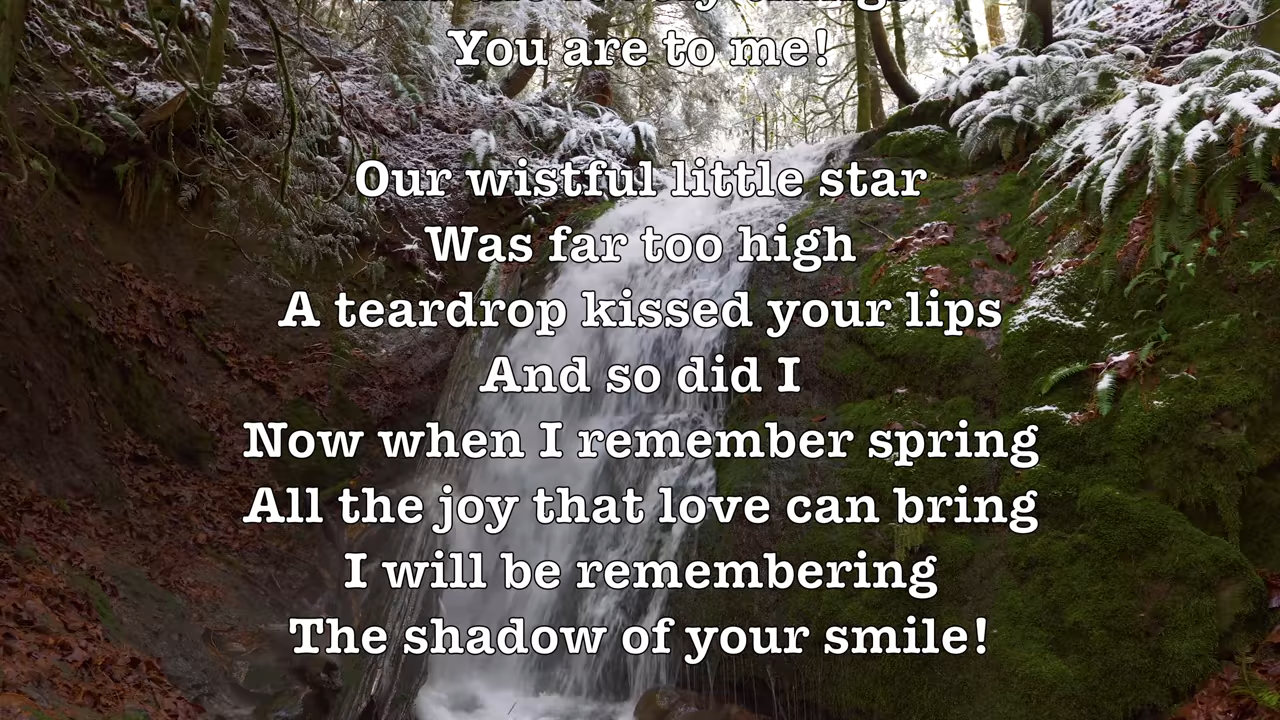 You are to me!
Our wistful little star
Was far too high
A teardrop kissed your lips
And so did I
Now when I remember spring
All the joy that love can bring
I will be remembering
The shadow of your smile!